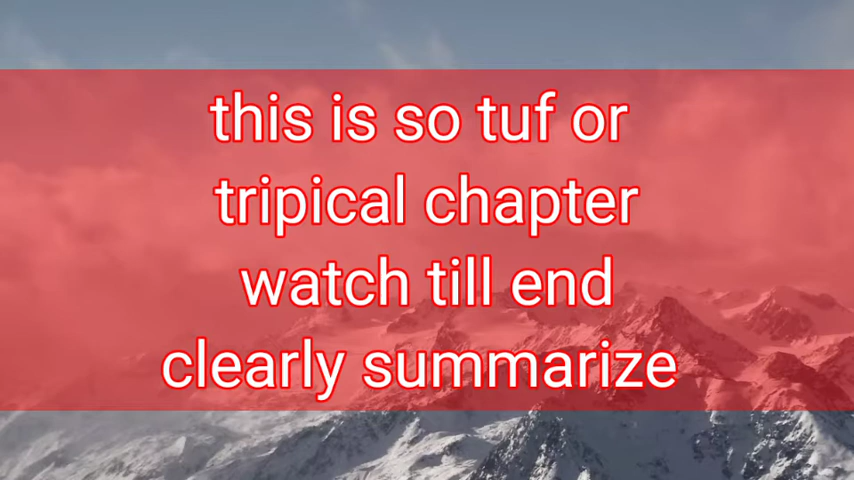 this is so tuf or
tripical chapter
watch till end
clearly summarize